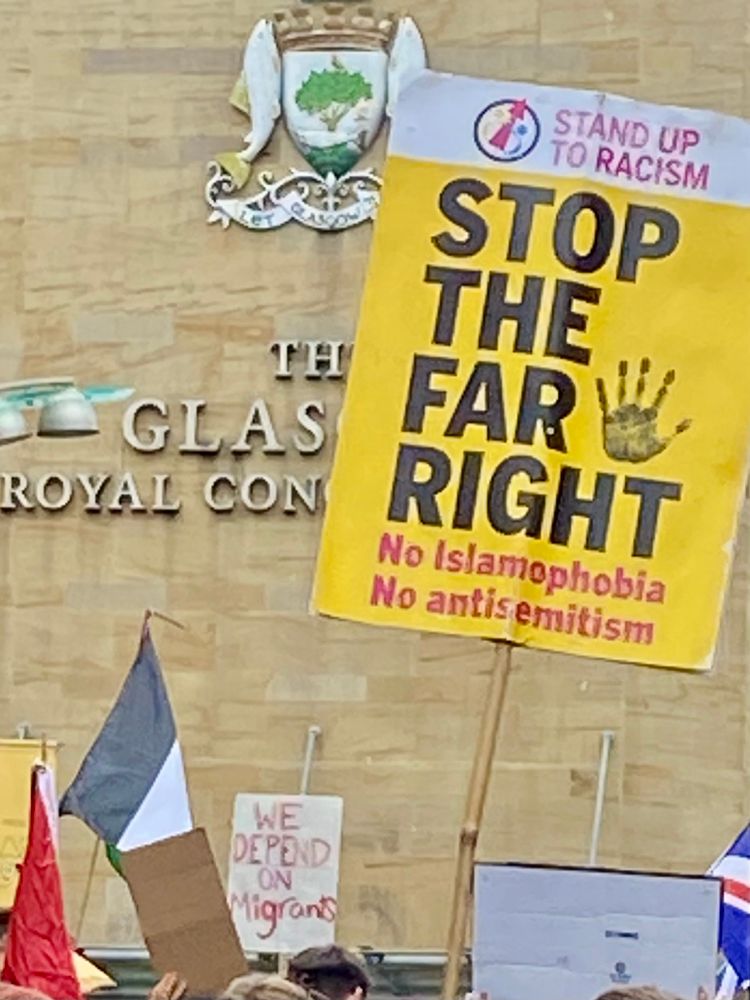 LET GLASGOW
STAND UP
TO RACISM
STOP
THE
FAR
RIGHT
No Islamophobia
No antisemitism
TH
GLAS
ROYAL CON
WE
DEPEND
ON
Migrants